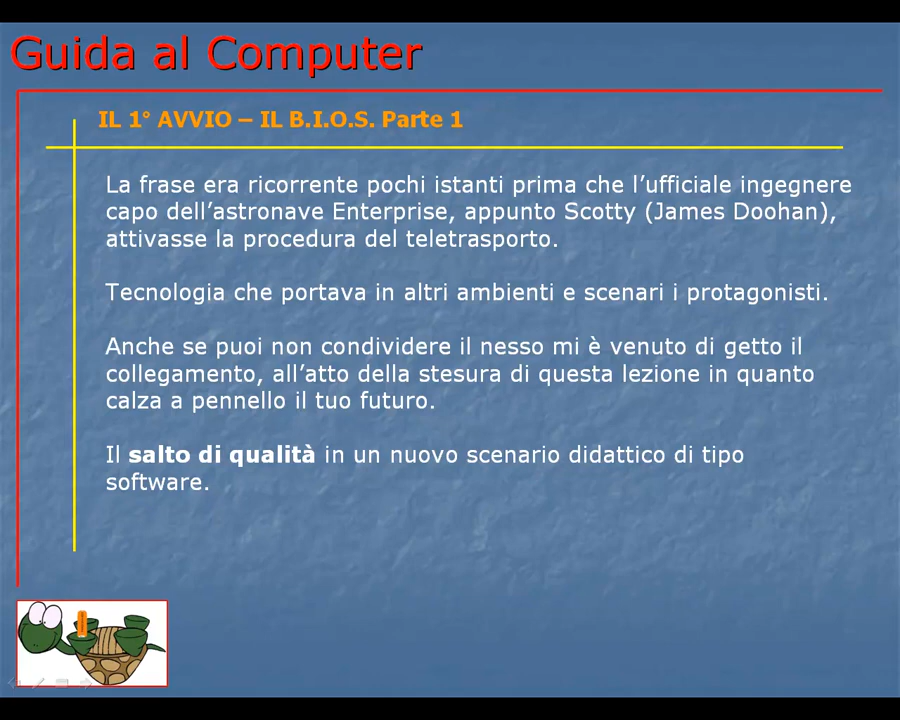 Guida al Computer
IL 1° AVVIO – IL B.I.O.S. Parte 1
La frase era ricorrente pochi istanti prima che l’ufficiale ingegnere
capo dell’astronave Enterprise, appunto Scotty (James Doohan),
attivasse la procedura del teletrasporto.
Tecnologia che portava in altri ambienti e scenari i protagonisti.
Anche se puoi non condividere il nesso mi è venuto di getto il
collegamento, all’atto della stesura di questa lezione in quanto
calza a pennello il tuo futuro.
Il salto di qualità in un nuovo scenario didattico di tipo
software.